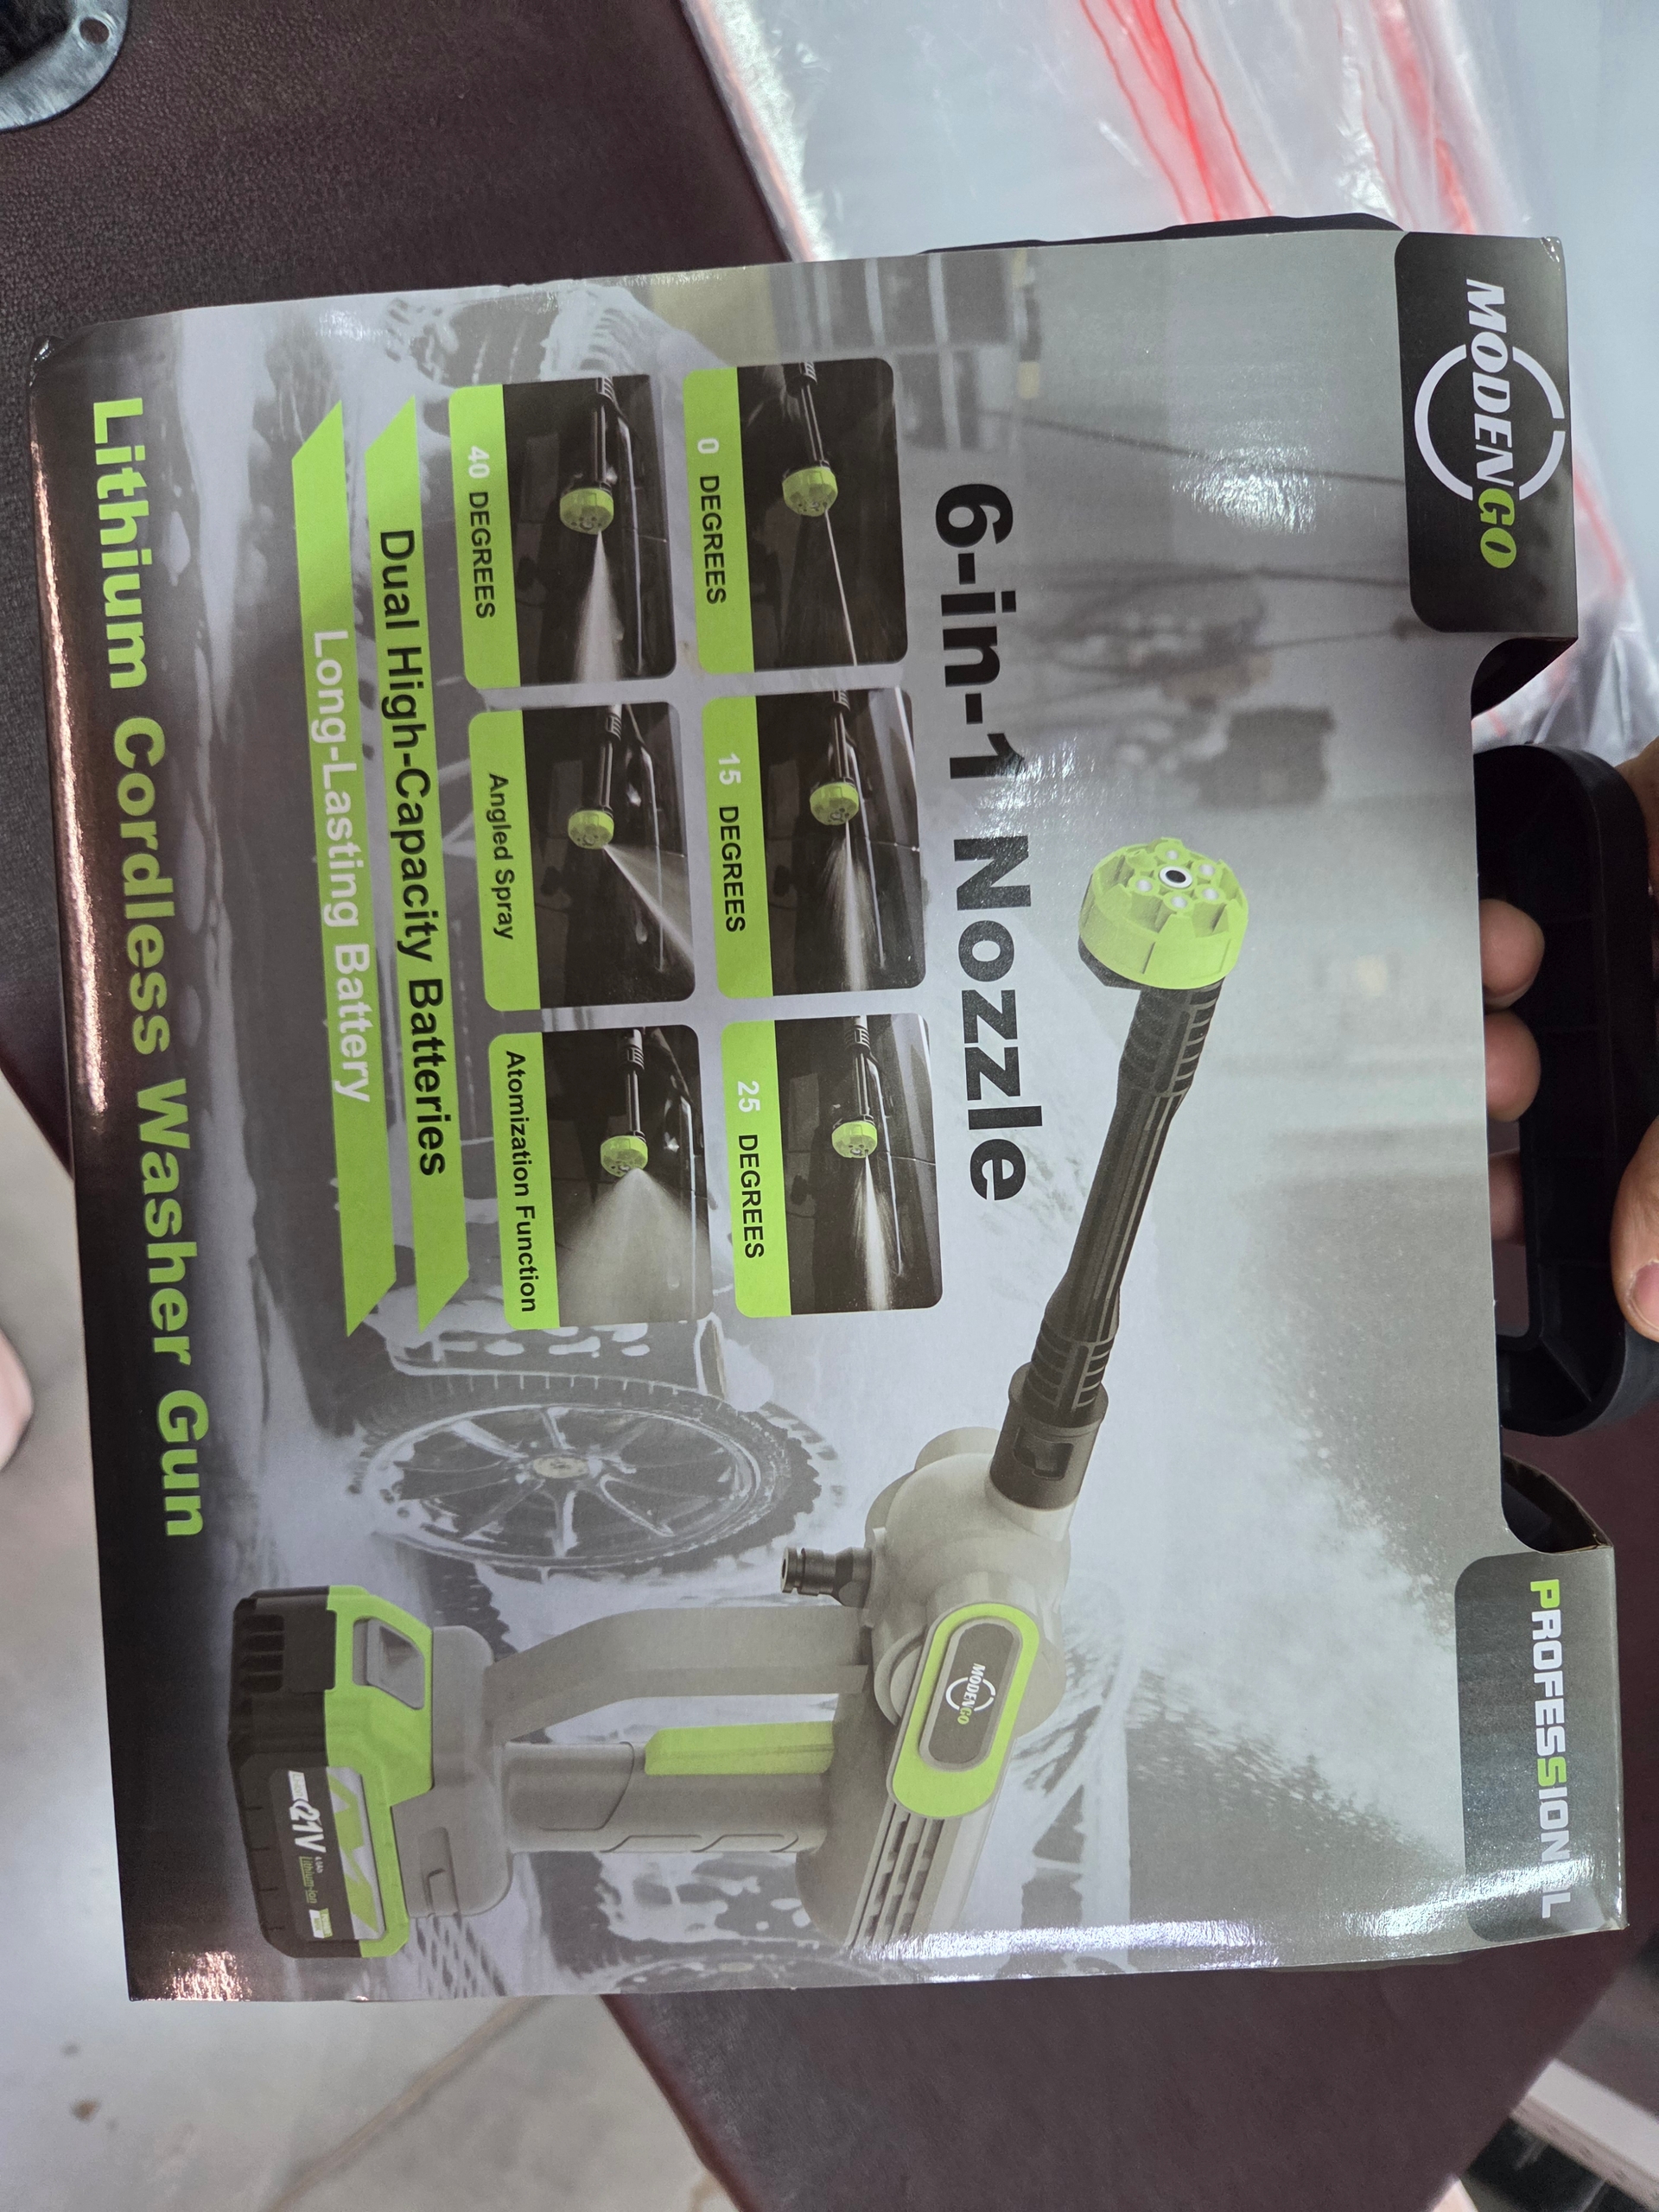 MODENGO
PROFESSIONAL
6-in-1 Nozzle
0 DEGREES
15 DEGREES
25 DEGREES
40 DEGREES
Angled Spray
Atomization Function
Dual High-Capacity Batteries
Long-Lasting Battery
MODENGO
21V
Lithium-ion
Lithium Cordless Washer Gun